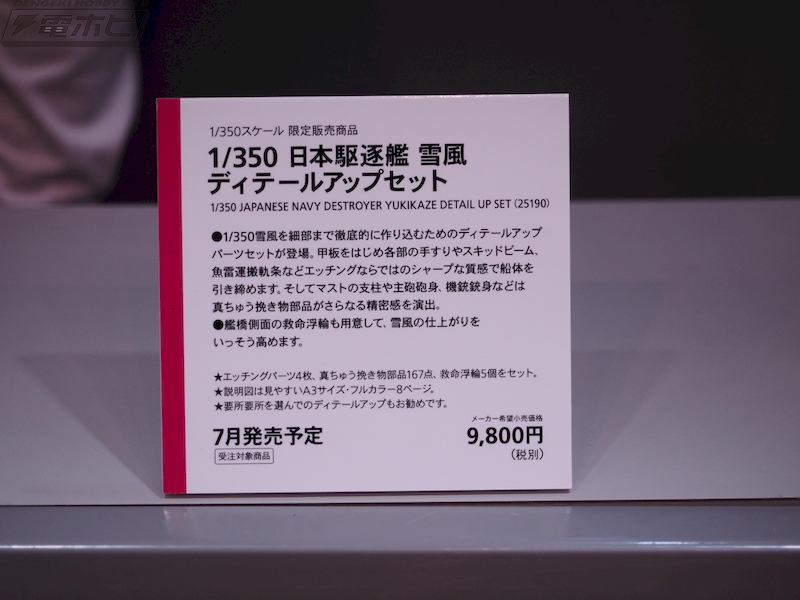 DENGEKI HOBBY
電ホビ
1/350スケール 限定販売商品
1/350 日本駆逐艦 雪風
ディテールアップセット
1/350 JAPANESE NAVY DESTROYER YUKIKAZE DETAIL UP SET (25190)
●1/350雪風を細部まで徹底的に作り込むためのディテールアップ
パーツセットが登場。甲板をはじめ各部の手すりやスキッドビーム、
魚雷運搬軌条などエッチングならではのシャープな質感で船体を
引き締めます。そしてマストの支柱や主砲砲身、機銃銃身などは
真ちゅう挽き物部品がさらなる精密感を演出。
●艦橋側面の救命浮輪も用意して、雪風の仕上がりを
いっそう高めます。
★エッチングパーツ4枚、真ちゅう挽き物部品167点、救命浮輪5個をセット。
★説明図は見やすいA3サイズ・フルカラー8ページ。
★要所要所を選んでのディテールアップもお勧めです。
メーカー希望小売価格
7月発売予定
9,800円
受注対象商品
(税別)